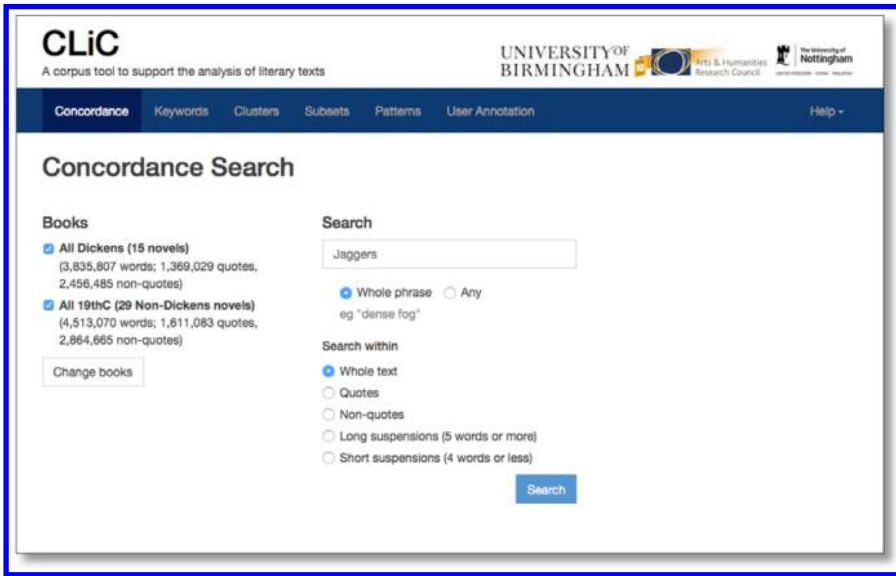 CLiC
A corpus tool to support the analysis of literary texts
UNIVERSITY OF
BIRMINGHAM
Arts & Humanities
Research Council
The University of
Nottingham
Concordance Keywords Clusters Subsets Patterns User Annotation Help
Concordance Search
Books
All Dickens (15 novels)
(3,835,807 words; 1,369,029 quotes,
2,456,485 non-quotes)
All 19thC (29 Non-Dickens novels)
(4,513,070 words; 1,611,083 quotes,
2,864,665 non-quotes)
Change books
Search
Jaggers
Whole phrase Any
eg "dense fog"
Search within
Whole text
Quotes
Non-quotes
Long suspensions (5 words or more)
Short suspensions (4 words or less)
Search